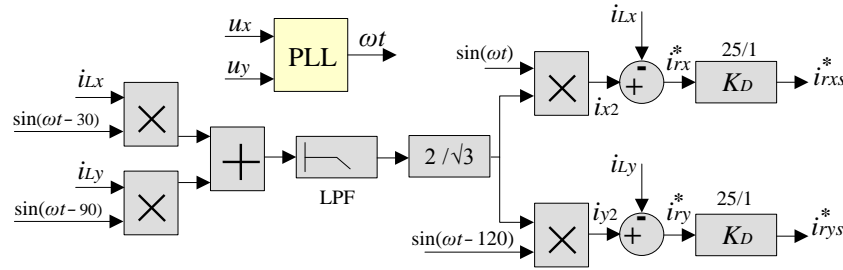 ux
uy
PLL
ωt
iLx
sin(ωt−30)
×
iLy
sin(ωt−90)
×
+
LPF
2 /√3
sin(ωt)
×
ix2
iLx
-
+
i*rx
25/1
KD
i*rxs
sin(ωt−120)
×
iy2
iLy
-
+
i*ry
25/1
KD
i*rys